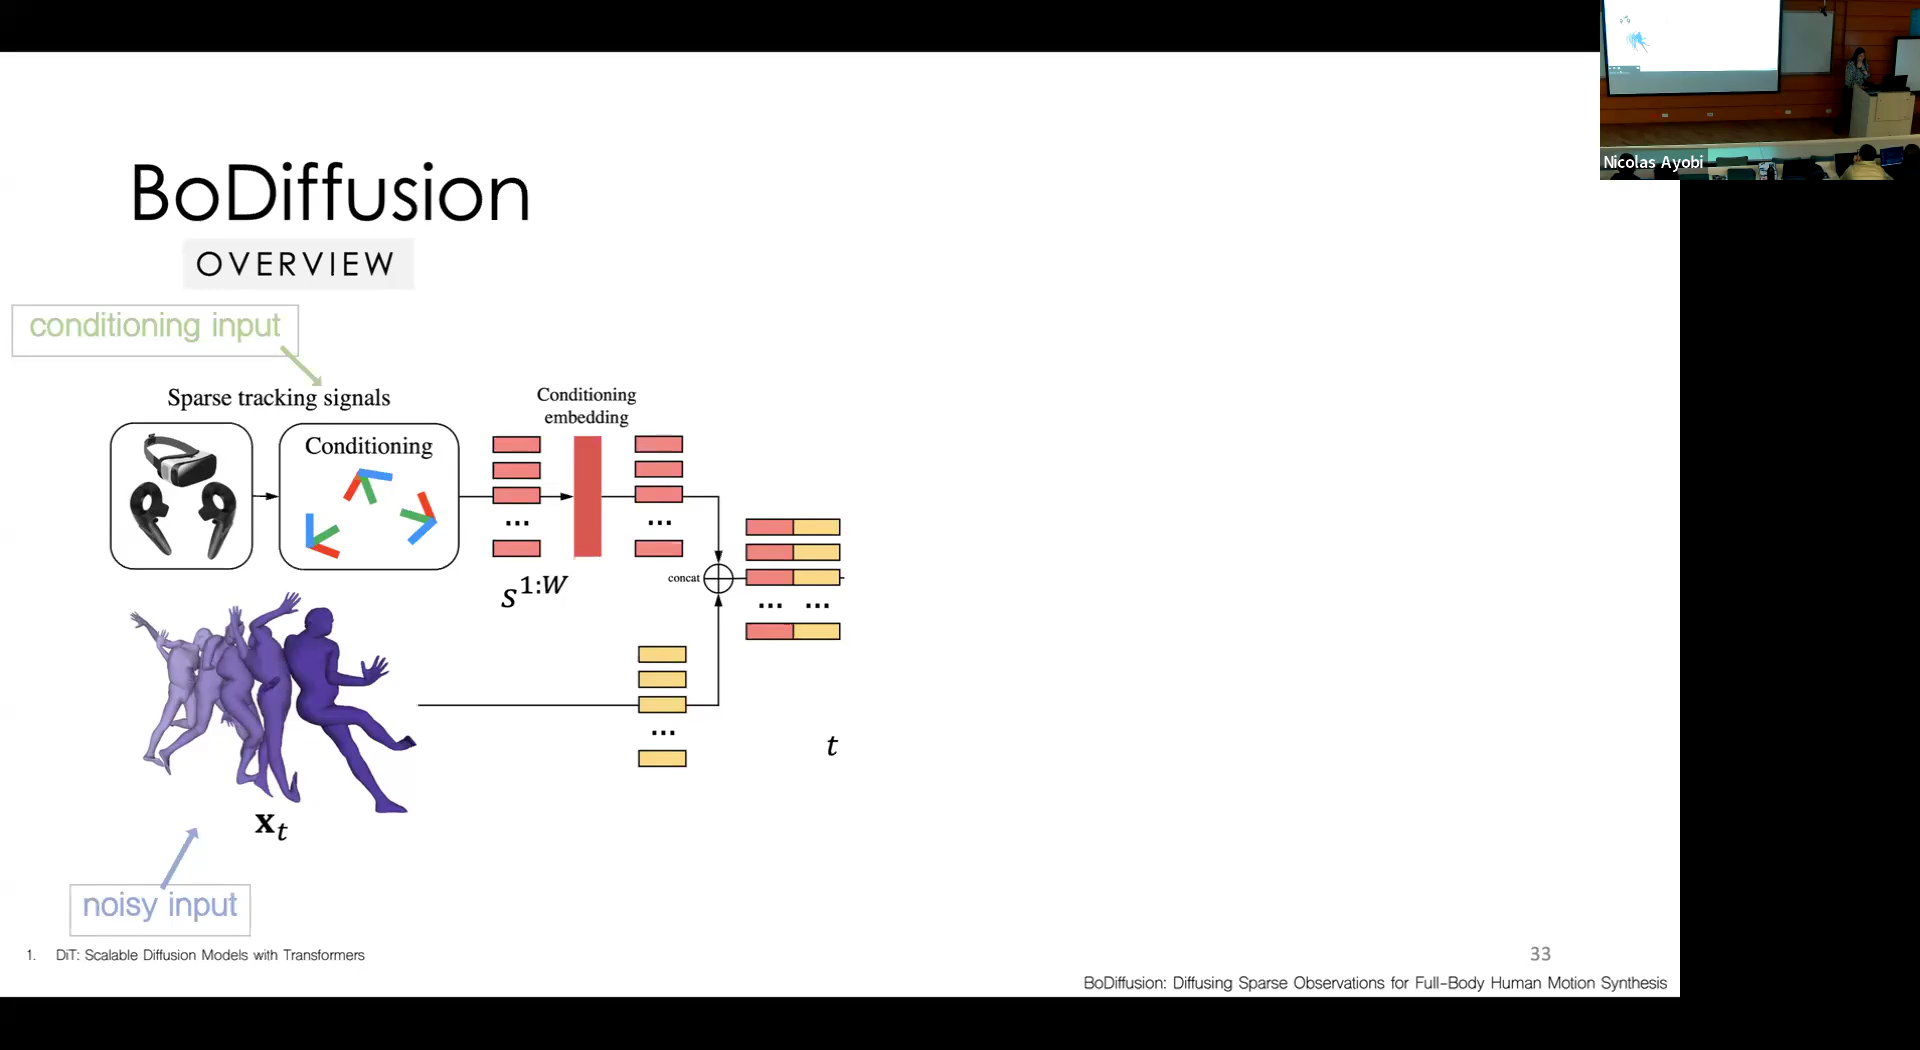 Nicolas Ayobi
BoDiffusion
OVERVIEW
conditioning input
Sparse tracking signals
Conditioning
embedding
Conditioning
...
...
s^{1:W}
concat
... ...
...
t
x_t
noisy input
1. DiT: Scalable Diffusion Models with Transformers
33
BoDiffusion: Diffusing Sparse Observations for Full-Body Human Motion Synthesis